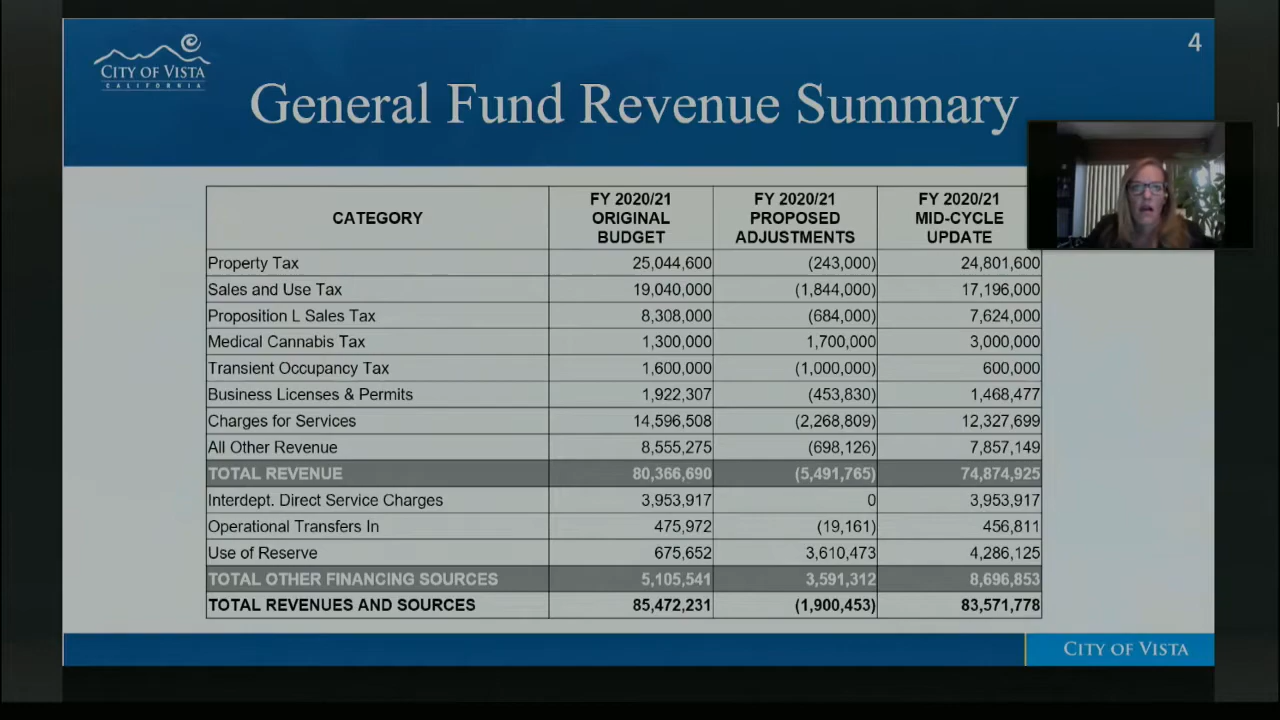 4
CITY OF VISTA
CALIFORNIA
General Fund Revenue Summary
CATEGORY FY 2020/21 ORIGINAL BUDGET FY 2020/21 PROPOSED ADJUSTMENTS FY 2020/21 MID-CYCLE UPDATE
Property Tax 25,044,600 (243,000) 24,801,600
Sales and Use Tax 19,040,000 (1,844,000) 17,196,000
Proposition L Sales Tax 8,308,000 (684,000) 7,624,000
Medical Cannabis Tax 1,300,000 1,700,000 3,000,000
Transient Occupancy Tax 1,600,000 (1,000,000) 600,000
Business Licenses & Permits 1,922,307 (453,830) 1,468,477
Charges for Services 14,596,508 (2,268,809) 12,327,699
All Other Revenue 8,555,275 (698,126) 7,857,149
TOTAL REVENUE 80,366,690 (5,491,765) 74,874,925
Interdept. Direct Service Charges 3,953,917 0 3,953,917
Operational Transfers In 475,972 (19,161) 456,811
Use of Reserve 675,652 3,610,473 4,286,125
TOTAL OTHER FINANCING SOURCES 5,105,541 3,591,312 8,696,853
TOTAL REVENUES AND SOURCES 85,472,231 (1,900,453) 83,571,778
CITY OF VISTA